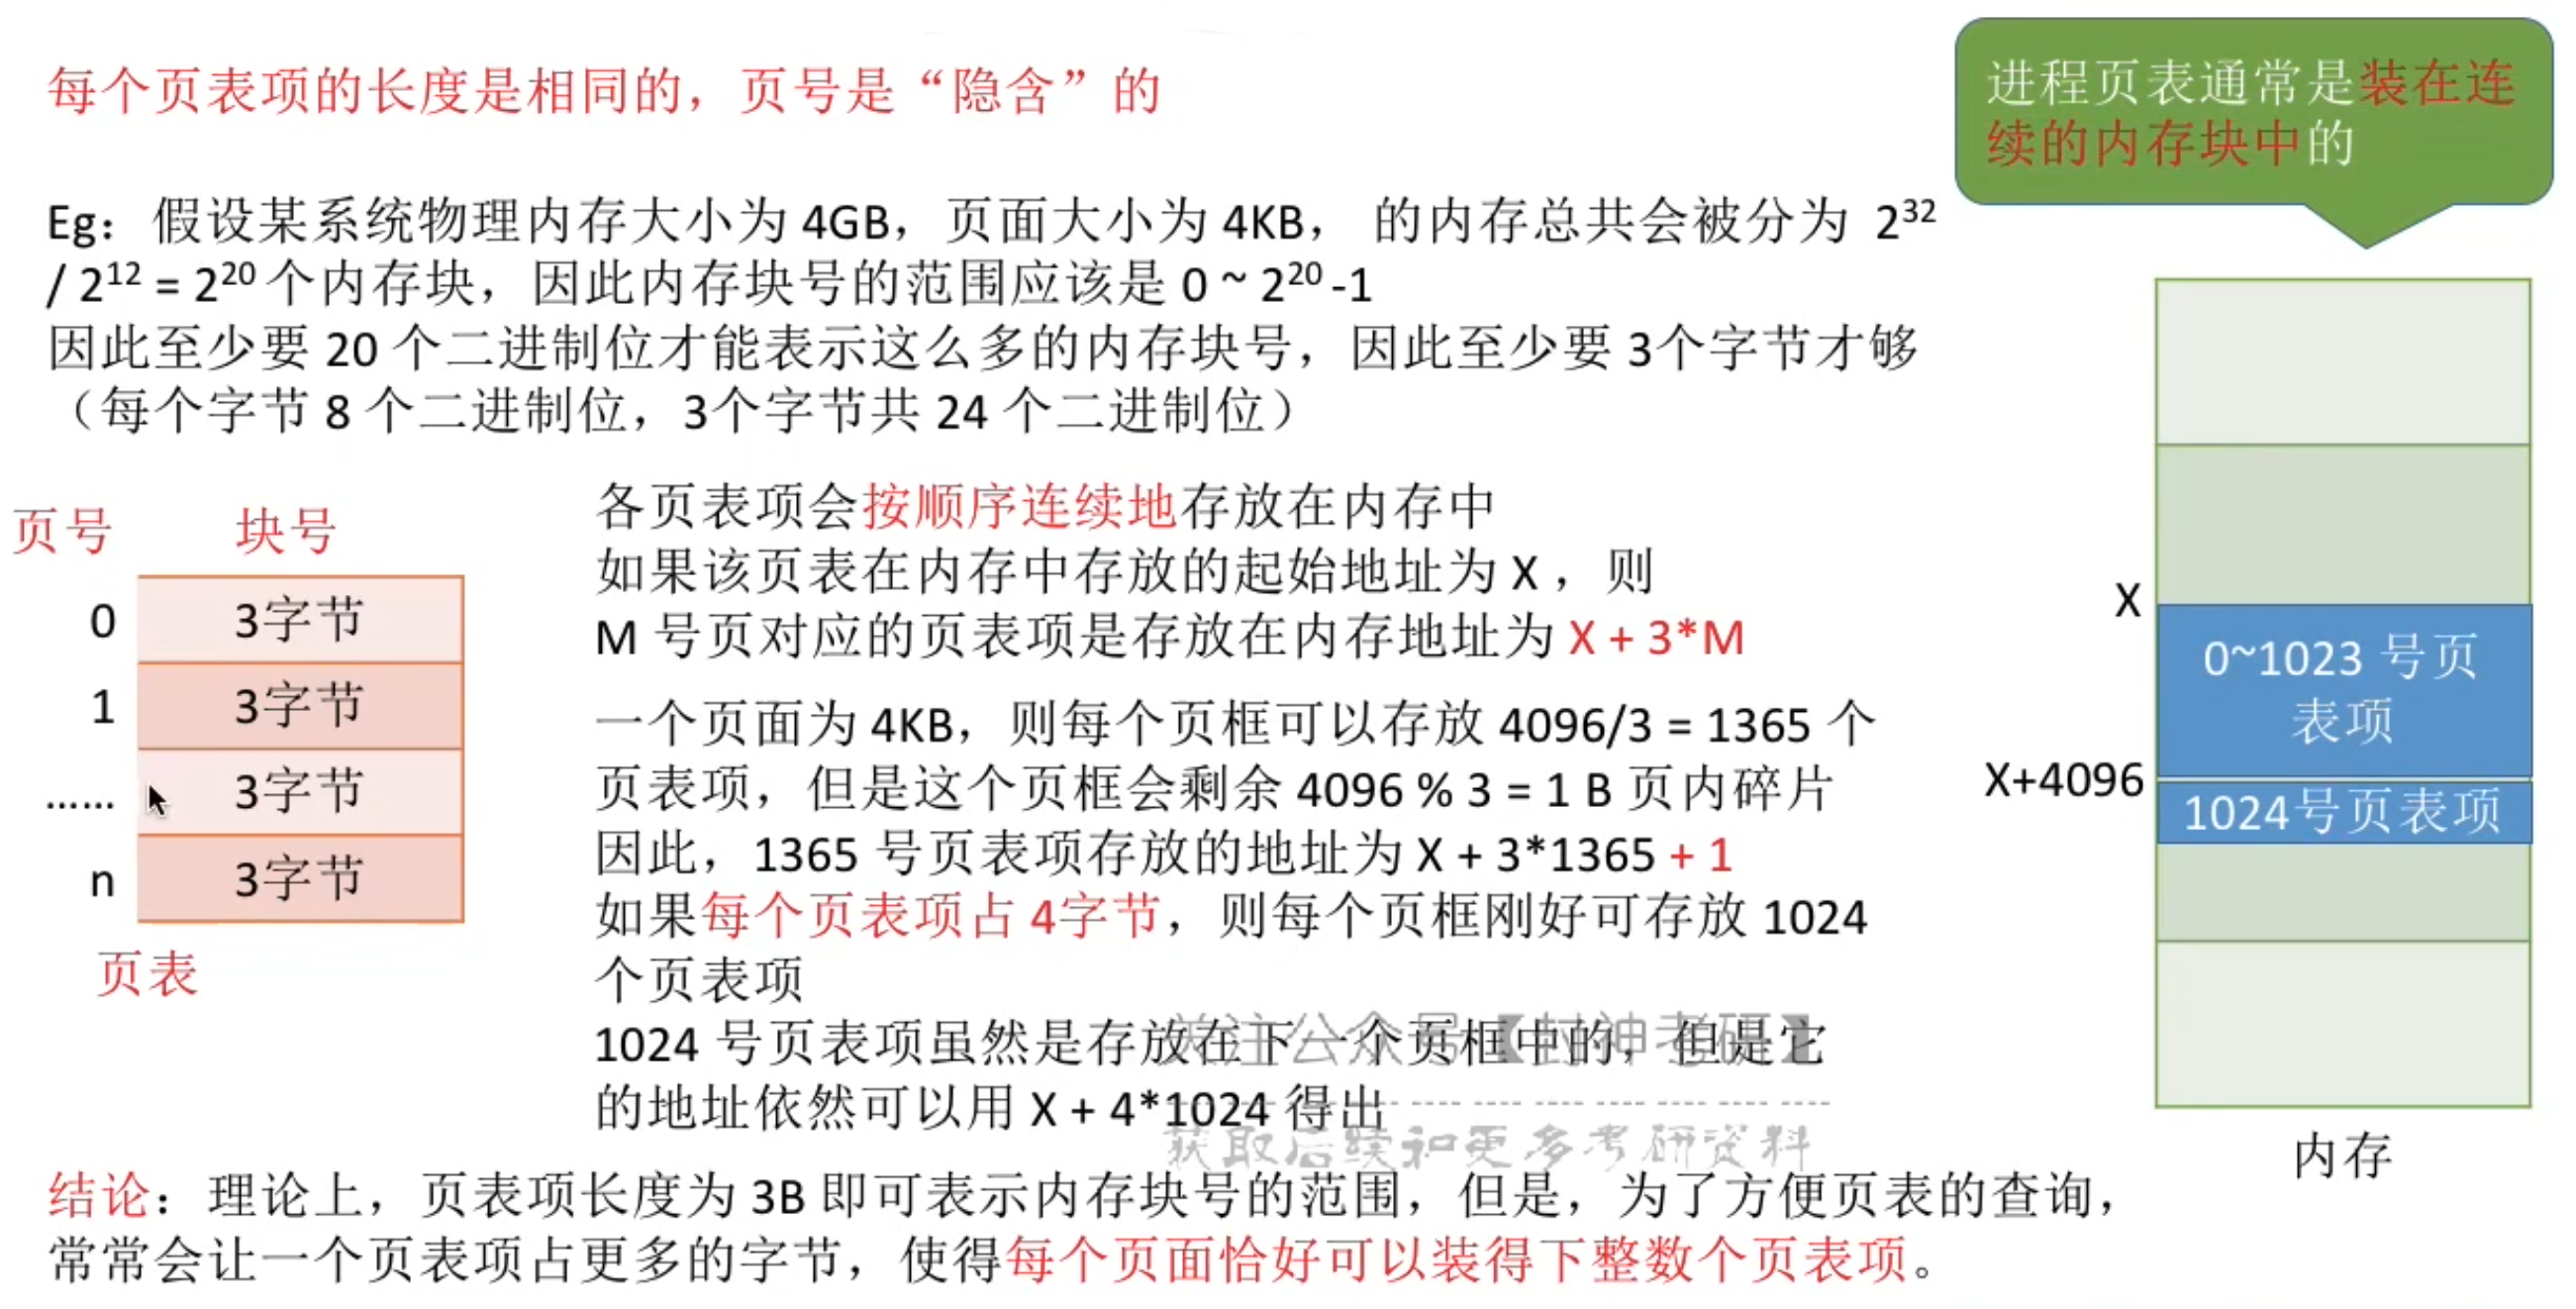 每个页表项的长度是相同的，页号是“隐含”的
进程页表通常是装在连
续的内存块中的
Eg：假设某系统物理内存大小为 4GB，页面大小为 4KB， 的内存总共会被分为 2³²
/ 2¹² = 2²⁰ 个内存块，因此内存块号的范围应该是 0 ~ 2²⁰ -1
因此至少要 20 个二进制位才能表示这么多的内存块号，因此至少要 3个字节才够
（每个字节 8 个二进制位，3个字节共 24 个二进制位）
页号 块号
0 3字节
1 3字节
…… 3字节
n 3字节
页表
各页表项会按顺序连续地存放在内存中
如果该页表在内存中存放的起始地址为 X ，则
M 号页对应的页表项是存放在内存地址为 X + 3*M
一个页面为 4KB，则每个页框可以存放 4096/3 = 1365 个
页表项，但是这个页框会剩余 4096 % 3 = 1 B 页内碎片
因此，1365 号页表项存放的地址为 X + 3*1365 + 1
如果每个页表项占 4字节，则每个页框刚好可存放 1024
个页表项
1024 号页表项虽然是存放在下一个页框中的，但是它
的地址依然可以用 X + 4*1024 得出
关注公众号【封神考研】
获取后续和更多考研资料
X
0~1023 号页
表项
X+4096
1024号页表项
内存
结论：理论上，页表项长度为 3B 即可表示内存块号的范围，但是，为了方便页表的查询，
常常会让一个页表项占更多的字节，使得每个页面恰好可以装得下整数个页表项。